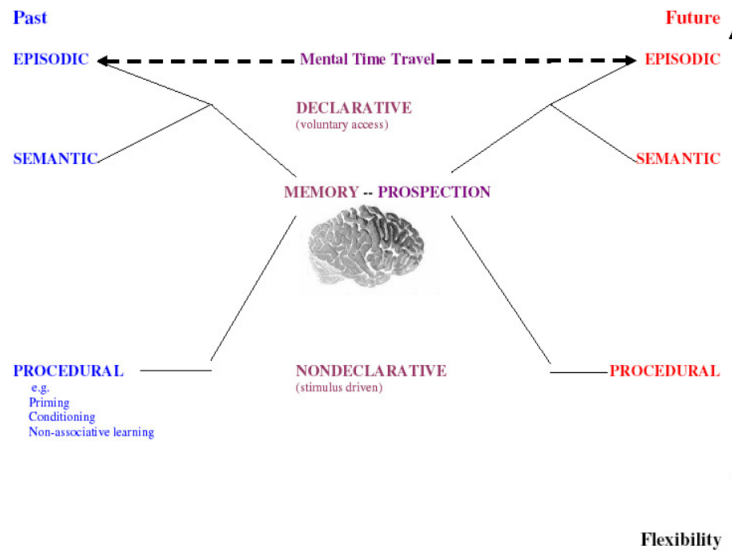 Past
Future
EPISODIC
Mental Time Travel
EPISODIC
DECLARATIVE
(voluntary access)
SEMANTIC
SEMANTIC
MEMORY -- PROSPECTION
PROCEDURAL
e.g.
Priming
Conditioning
Non-associative learning
NONDECLARATIVE
(stimulus driven)
PROCEDURAL
Flexibility